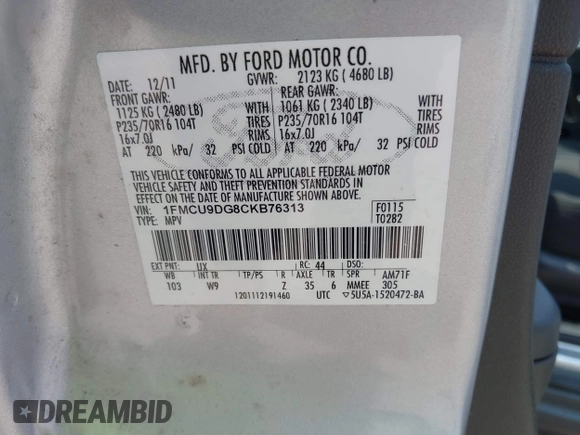 MFD. BY FORD MOTOR CO.
DATE: 12/11 GVWR: 2123 KG ( 4680 LB)
FRONT GAWR: REAR GAWR:
1125 KG ( 2480 LB) WITH 1061 KG ( 2340 LB) WITH
P235/70R16 104T TIRES P235/70R16 104T TIRES
16x7.0J RIMS 16x7.0J RIMS
AT 220 kPa/ 32 PSI COLD AT 220 kPa/ 32 PSI COLD
THIS VEHICLE CONFORMS TO ALL APPLICABLE FEDERAL MOTOR
VEHICLE SAFETY AND THEFT PREVENTION STANDARDS IN
EFFECT ON THE DATE OF MANUFACTURE SHOWN ABOVE.
VIN: 1FMCU9DG8CKB76313 F0115
TYPE: MPV T0282
EXT PNT: UX RC: 44 DSO:
WB INT TR TP/PS R AXLE TR SPR AM71F
103 W9 Z 35 6 MMEE 305
1201112191460 UTC ▽5U5A-1520472-BA
DREAMBID